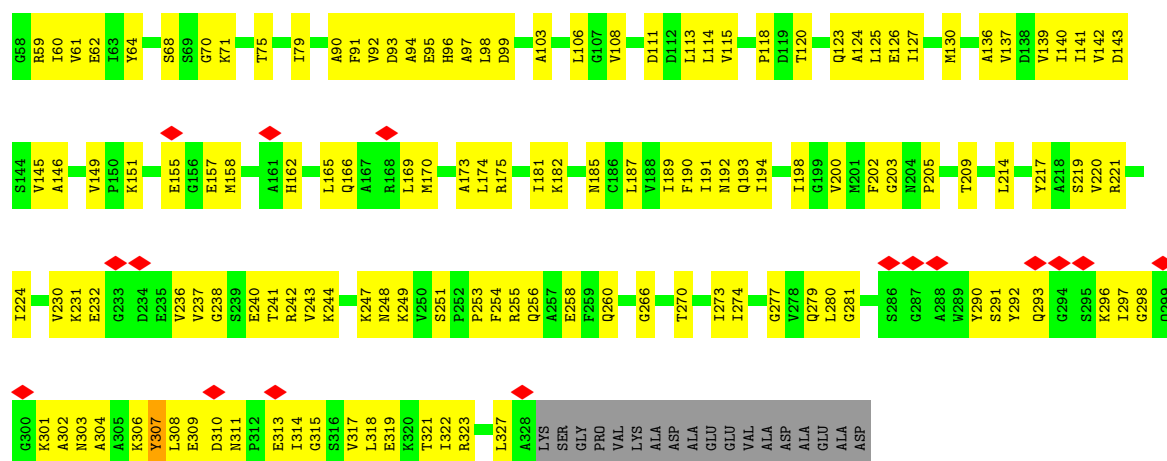 G58 R59 I60 V61 E62 I63 Y64 S68 S69 G70 K71 T75 I79 A90 F91 V92 D93 A94 E95 H96 A97 L98 D99 A103 L106 G107 V108 D111 D112 L113 L114 V115 P118 D119 T120 Q123 A124 L125 E126 I127 M130 A136 V137 D138 V139 I140 I141 V142 D143
S144 V145 A146 V149 P150 K151 E155 G156 E157 M158 A161 H162 L165 Q166 A167 R168 L169 M170 A173 L174 R175 I181 K182 N185 C186 L187 V188 I189 F190 I191 N192 Q193 I194 I198 G199 V200 M201 F202 G203 N204 P205 T209 L214 Y217 A218 S219 V220 R221
I224 V230 K231 E232 G233 D234 E235 V236 V237 G238 S239 E240 T241 R242 V243 K244 K247 N248 K249 V250 S251 P252 P253 F254 R255 Q256 A257 E258 F259 Q260 G266 T270 I273 I274 G277 V278 Q279 L280 G281 S286 G287 A288 W289 Y290 S291 Y292 Q293 G294 S295 K296 I297 G298
G300 K301 A302 N303 A304 A305 K306 Y307 L308 E309 D310 N311 P312 E313 I314 G315 S316 V317 L318 E319 K320 T321 I322 R323 L327 A328 LYS SER GLY PRO VAL LYS ALA ASP ALA GLU GLU VAL ALA ASP ALA GLU ALA ASP